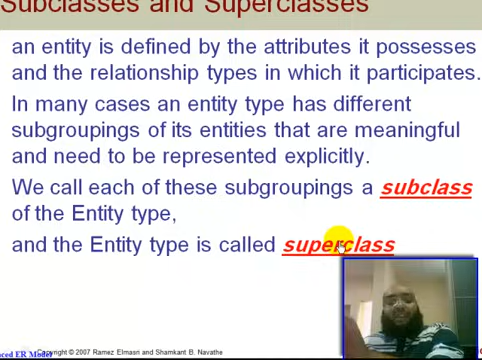 Subclasses and Superclasses
an entity is defined by the attributes it possesses
and the relationship types in which it participates.
In many cases an entity type has different
subgroupings of its entities that are meaningful
and need to be represented explicitly.
We call each of these subgroupings a subclass
of the Entity type,
and the Entity type is called superclass
ER Model
Copyright © 2007 Ramez Elmasri and Shamkant B. Navathe